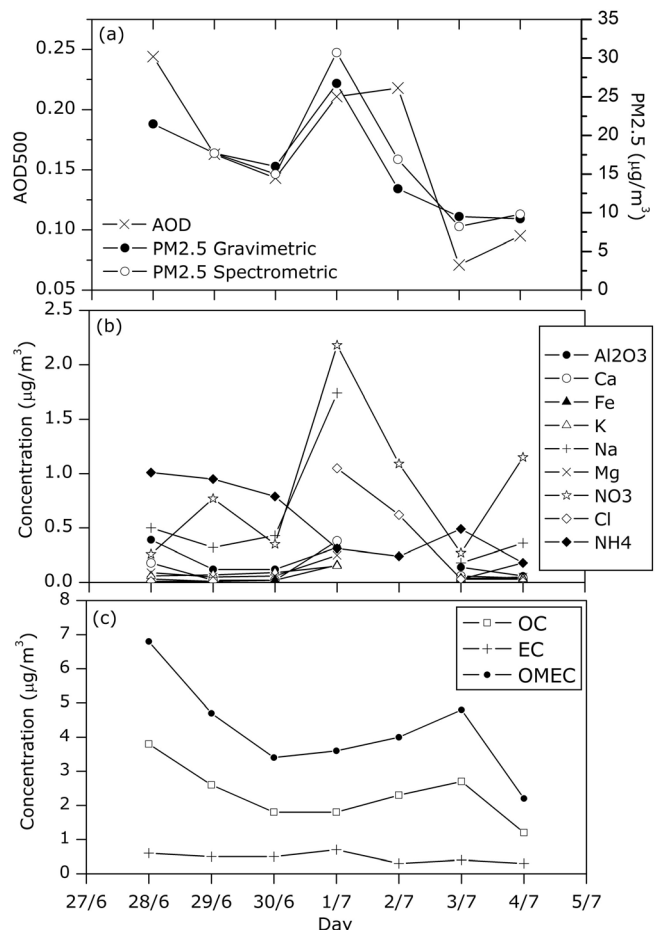 (a)
0.25
0.20
0.15
0.10
0.05
AOD500
35
30
25
20
15
10
5
0
PM2.5 (μg/m3)
AOD
PM2.5 Gravimetric
PM2.5 Spectrometric
(b)
2.5
2.0
1.5
1.0
0.5
0.0
Concentration (μg/m3)
Al2O3
Ca
Fe
K
Na
Mg
NO3
Cl
NH4
(c)
8
7
6
5
4
3
2
1
0
Concentration (μg/m3)
OC
EC
OMEC
27/6 28/6 29/6 30/6 1/7 2/7 3/7 4/7 5/7
Day